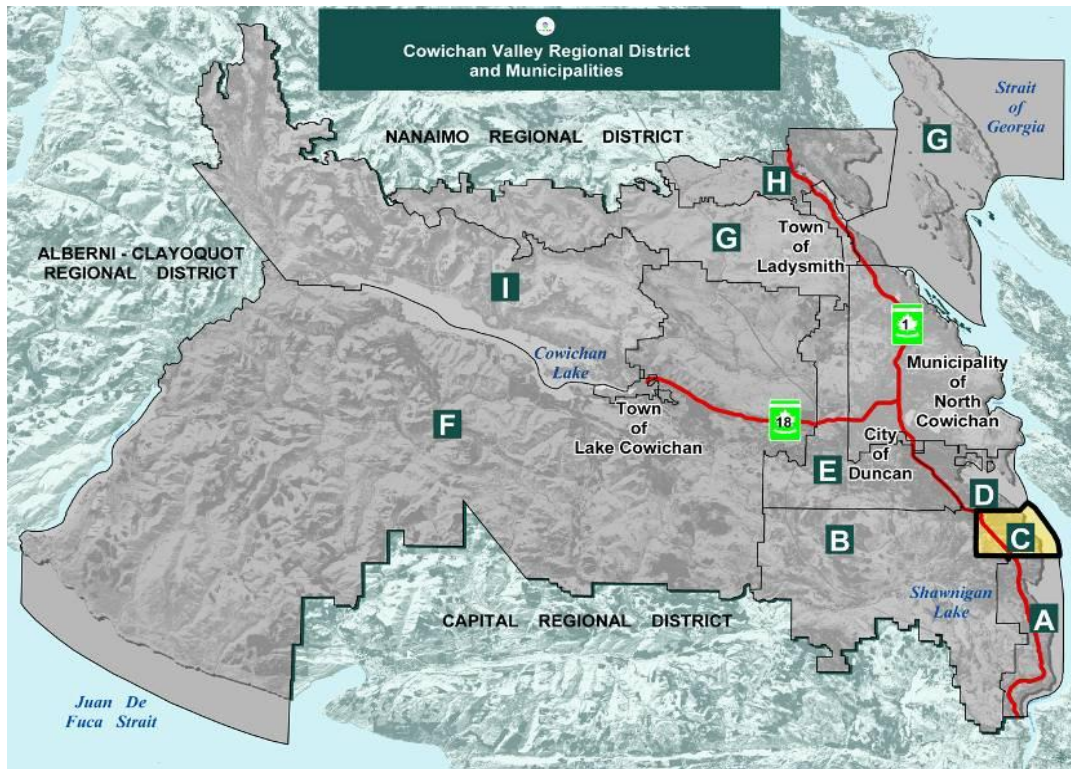 Cowichan Valley Regional District
and Municipalities
Strait
of
Georgia
G
NANAIMO REGIONAL DISTRICT
H
Town
of
Ladysmith
G
ALBERNI - CLAYOQUOT
REGIONAL DISTRICT
I
1
Cowichan
Lake
Municipality
of
North
Cowichan
Town
of
Lake Cowichan
18
F
City
of
Duncan
E
D
B
C
Shawnigan
Lake
A
CAPITAL REGIONAL DISTRICT
Juan De
Fuca Strait